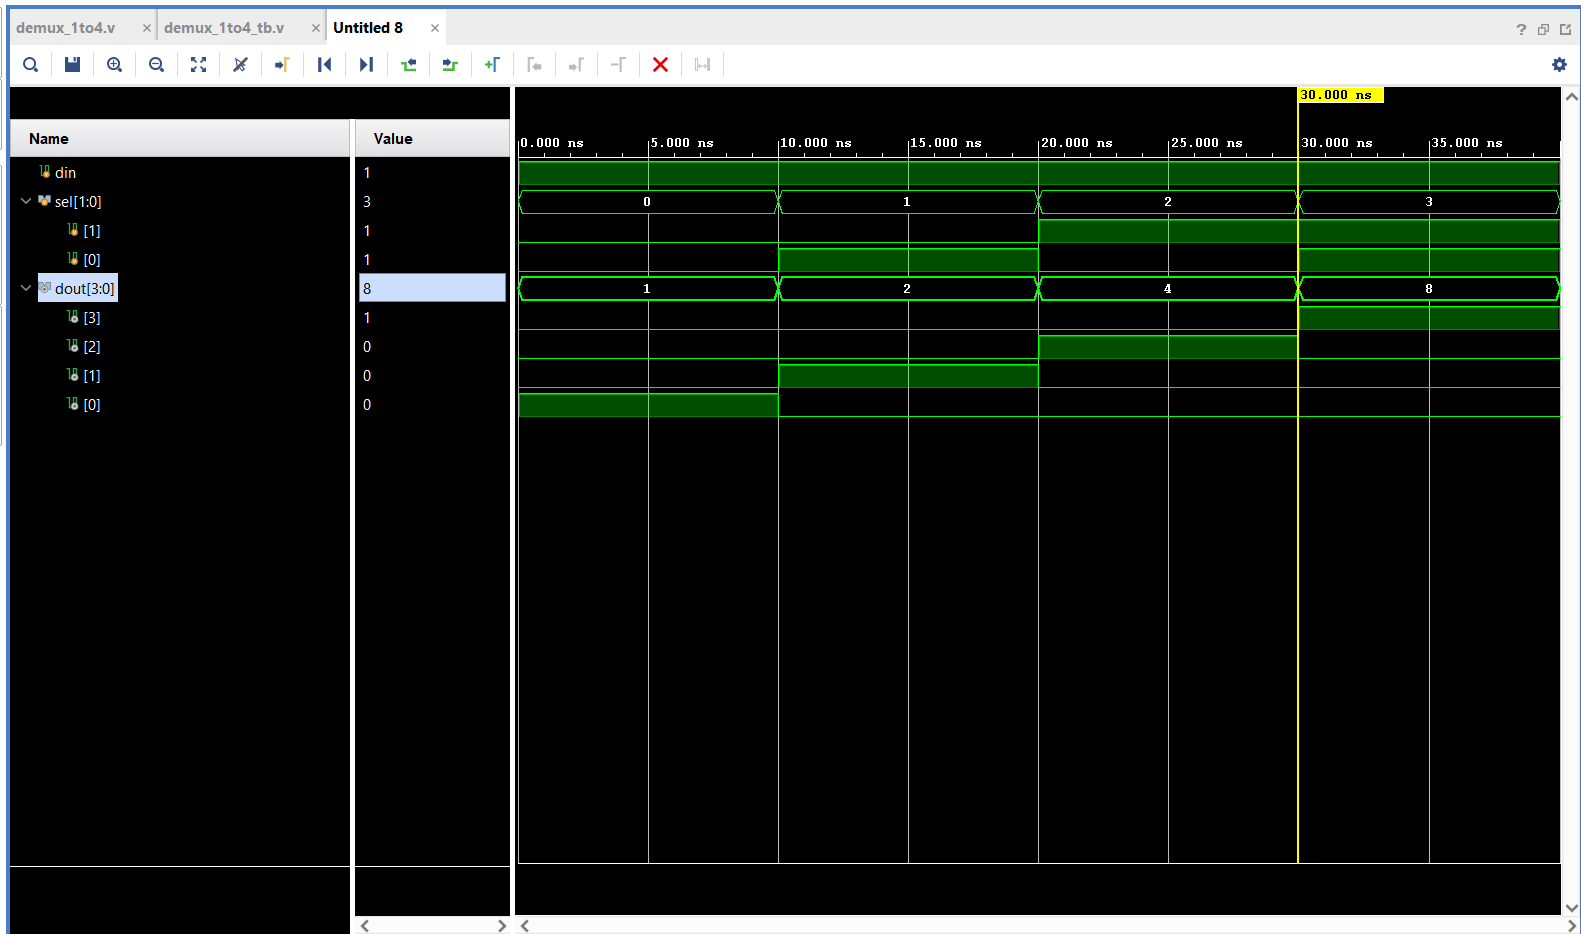 demux_1to4.v × demux_1to4_tb.v × Untitled 8 × ?
30.000 ns
Name Value
0.000 ns 5.000 ns 10.000 ns 15.000 ns 20.000 ns 25.000 ns 30.000 ns 35.000 ns
din 1
sel[1:0] 3 0 1 2 3
[1] 1
[0] 1
dout[3:0] 8 1 2 4 8
[3] 1
[2] 0
[1] 0
[0] 0